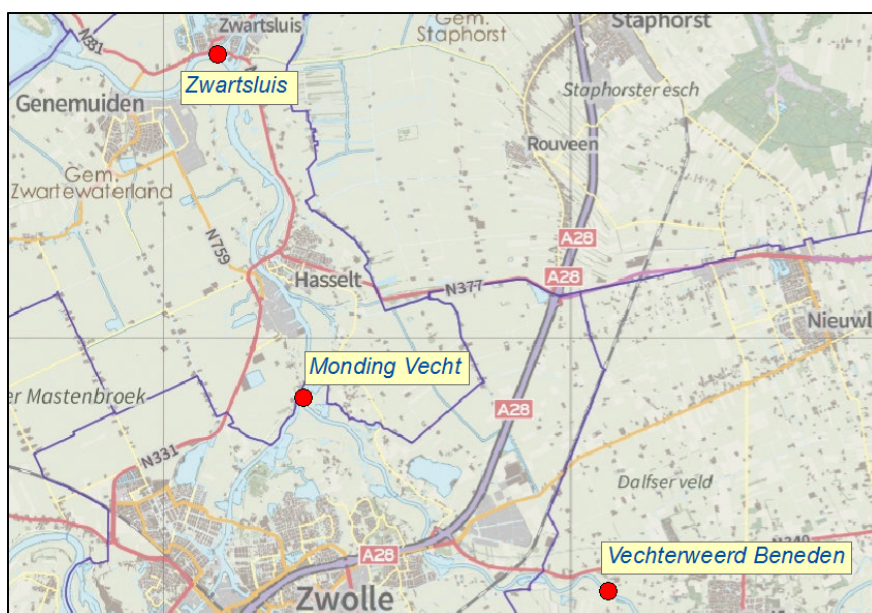 N331
Zwartsluis
Gem.
Staphorst
Staphorst
Zwartsluis
Genemuiden
Staphorster esch
Rouveen
Gem.
Zwartewaterland
N759
A28
A28
Hasselt
N377
Nieuwl
Monding Vecht
er Mastenbroek
A28
N331
Dalfser veld
N340
A28
Vechterweerd Beneden
Zwolle